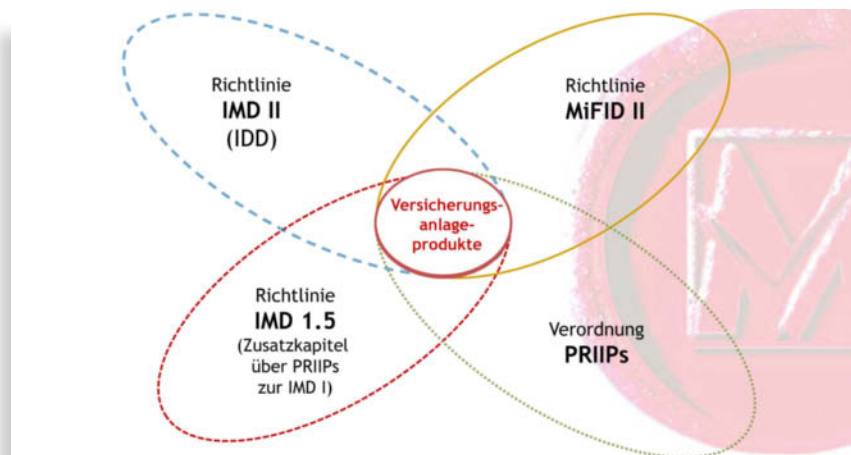 Richtlinie
IMD II
(IDD)
Richtlinie
MiFID II
Versicherungs-
anlage-
produkte
Richtlinie
IMD 1.5
(Zusatzkapitel
über PRIIPs
zur IMD I)
Verordnung
PRIIPs